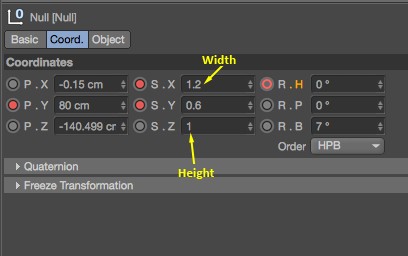 Null [Null]
Basic Coord. Object
Coordinates
Width
P . X -0.15 cm S . X 1.2 R . H 0 °
P . Y 80 cm S . Y 0.6 R . P 0 °
P . Z -140.499 cr S . Z 1 R . B 7 °
Order HPB
Quaternion
Height
Freeze Transformation